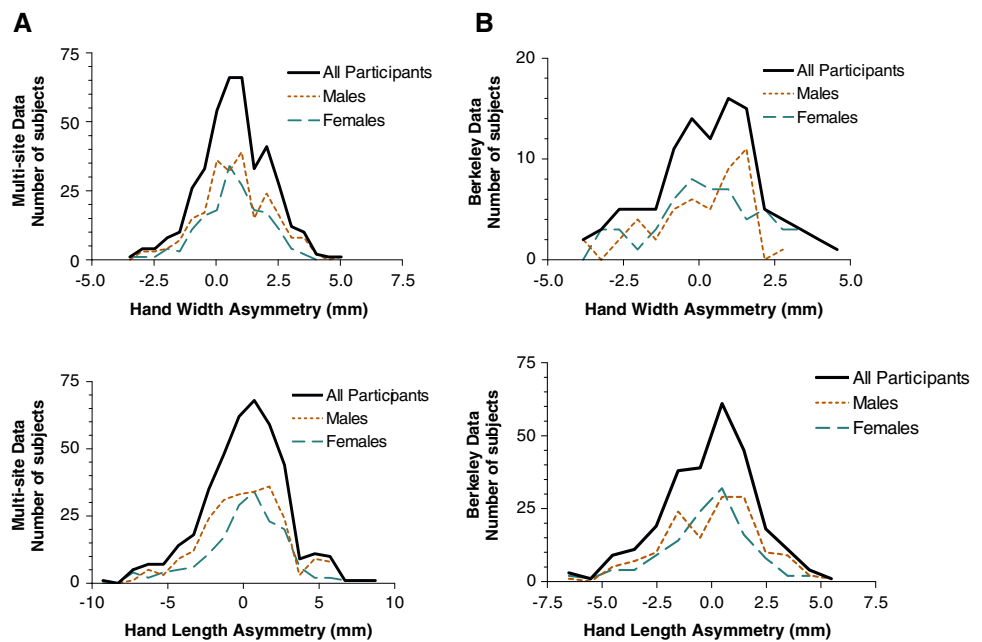 A
Multi-site Data
Number of subjects
75
50
25
0
-5.0 -2.5 0.0 2.5 5.0 7.5
Hand Width Asymmetry (mm)
All Participants
Males
Females
B
Berkeley Data
Number of subjects
20
10
0
-5.0 -2.5 0.0 2.5 5.0
Hand Width Asymmetry (mm)
All Participants
Males
Females
Multi-site Data
Number of subjects
75
50
25
0
-10 -5 0 5 10
Hand Length Asymmetry (mm)
All Participants
Males
Females
Berkeley Data
Number of subjects
75
50
25
0
-7.5 -5.0 -2.5 0.0 2.5 5.0 7.5
Hand Length Asymmetry (mm)
All Participants
Males
Females